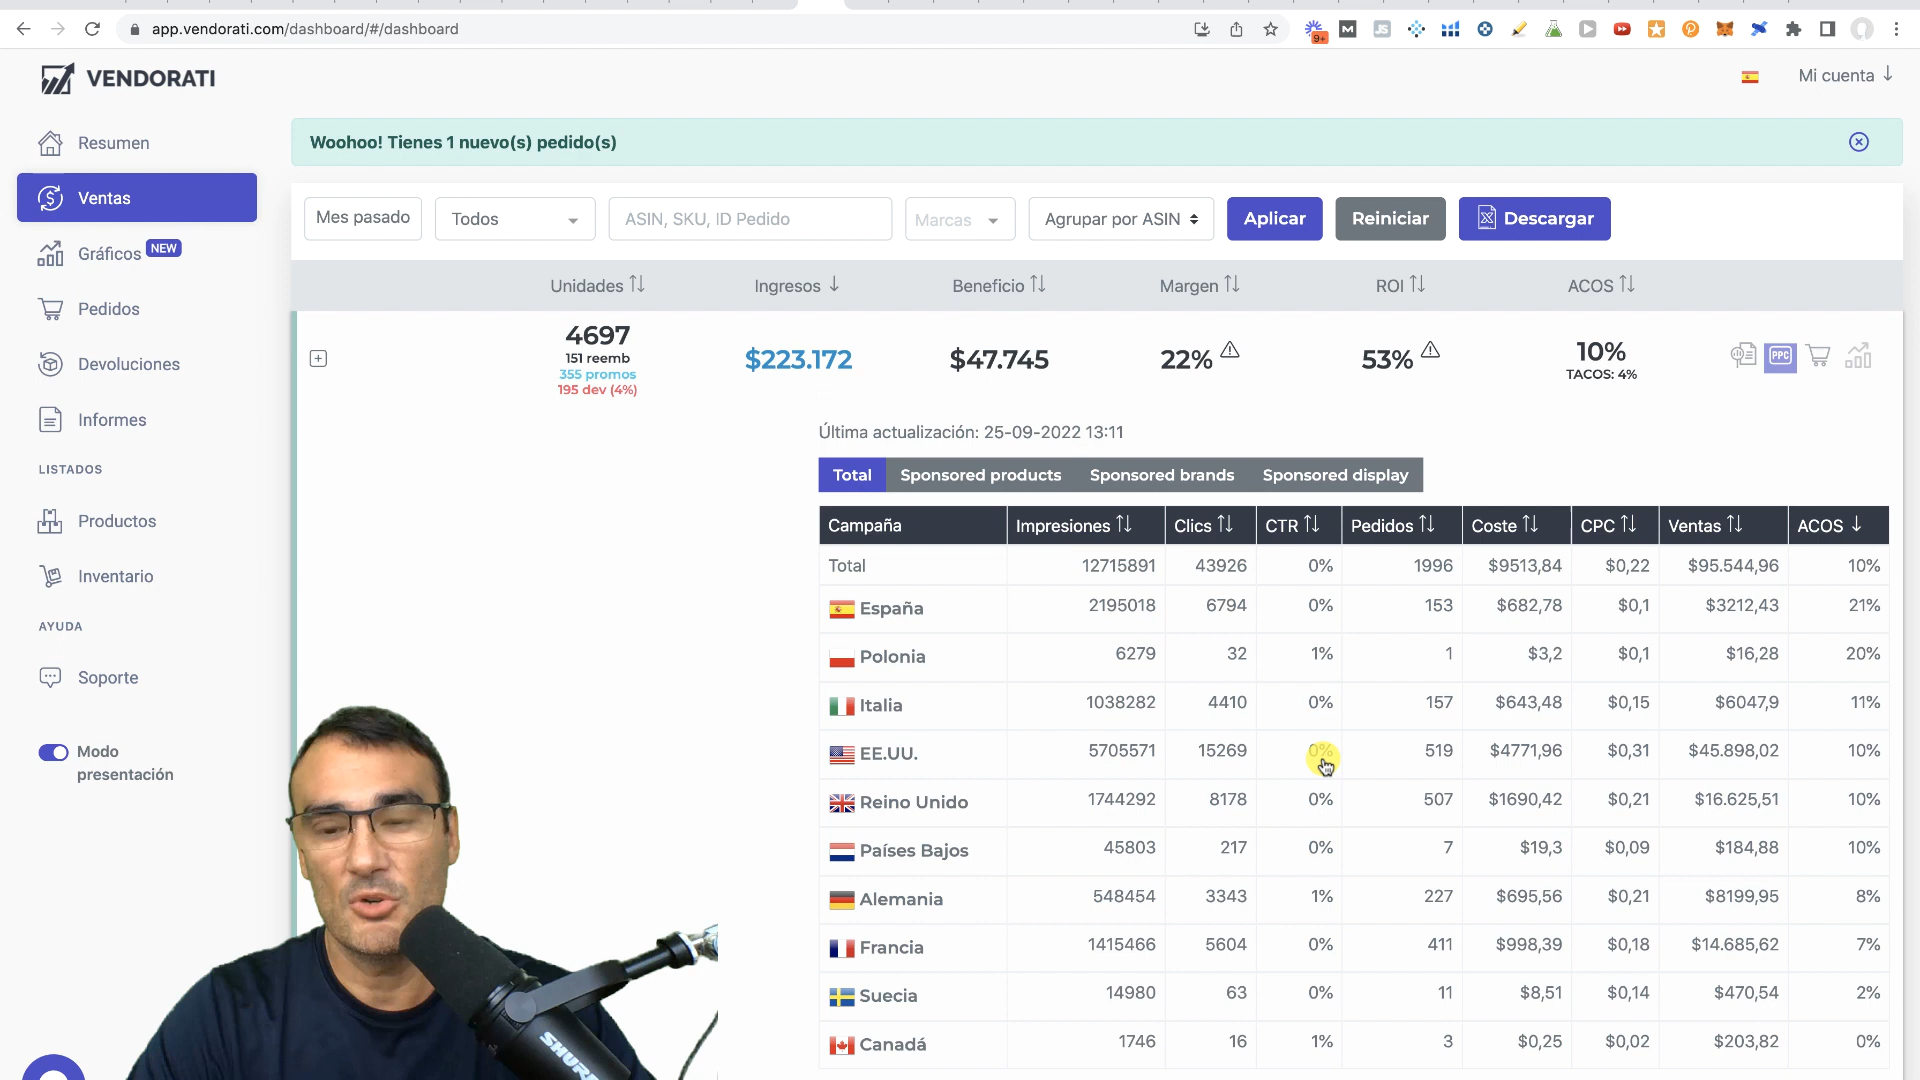 app.vendorati.com/dashboard/#/dashboard
9+
M
JS
VENDORATI
Mi cuenta
Resumen
Ventas
Gráficos NEW
Pedidos
Devoluciones
Informes
LISTADOS
Productos
Inventario
AYUDA
Soporte
Modo
presentación
Woohoo! Tienes 1 nuevo(s) pedido(s)
Mes pasado Todos ASIN, SKU, ID Pedido Marcas Agrupar por ASIN Aplicar Reiniciar Descargar
Unidades Ingresos Beneficio Margen ROI ACOS
4697 $223.172 $47.745 22% 53% 10%
151 reemb
355 promos
195 dev (4%)
TACOS: 4%
PPC
Última actualización: 25-09-2022 13:11
Total Sponsored products Sponsored brands Sponsored display
Campaña Impresiones Clics CTR Pedidos Coste CPC Ventas ACOS
Total 12715891 43926 0% 1996 $9513,84 $0,22 $95.544,96 10%
España 2195018 6794 0% 153 $682,78 $0,1 $3212,43 21%
Polonia 6279 32 1% 1 $3,2 $0,1 $16,28 20%
Italia 1038282 4410 0% 157 $643,48 $0,15 $6047,9 11%
EE.UU. 5705571 15269 0% 519 $4771,96 $0,31 $45.898,02 10%
Reino Unido 1744292 8178 0% 507 $1690,42 $0,21 $16.625,51 10%
Países Bajos 45803 217 0% 7 $19,3 $0,09 $184,88 10%
Alemania 548454 3343 1% 227 $695,56 $0,21 $8199,95 8%
Francia 1415466 5604 0% 411 $998,39 $0,18 $14.685,62 7%
Suecia 14980 63 0% 11 $8,51 $0,14 $470,54 2%
Canadá 1746 16 1% 3 $0,25 $0,02 $203,82 0%
SHURE